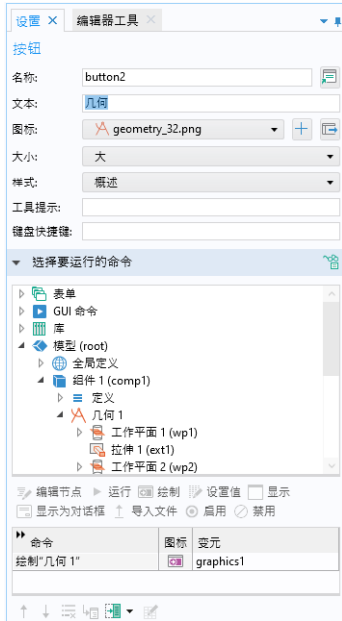 设置 编辑器工具
按钮
名称: button2
文本: 几何
图标: geometry_32.png
大小: 大
样式: 概述
工具提示:
键盘快捷键:
选择要运行的命令
表单
GUI 命令
库
模型 (root)
全局定义
组件 1 (comp1)
定义
几何 1
工作平面 1 (wp1)
拉伸 1 (ext1)
工作平面 2 (wp2)
编辑节点 运行 绘制 设置值 显示
显示为对话框 导入文件 启用 禁用
命令 图标 变元
绘制"几何 1" graphics1